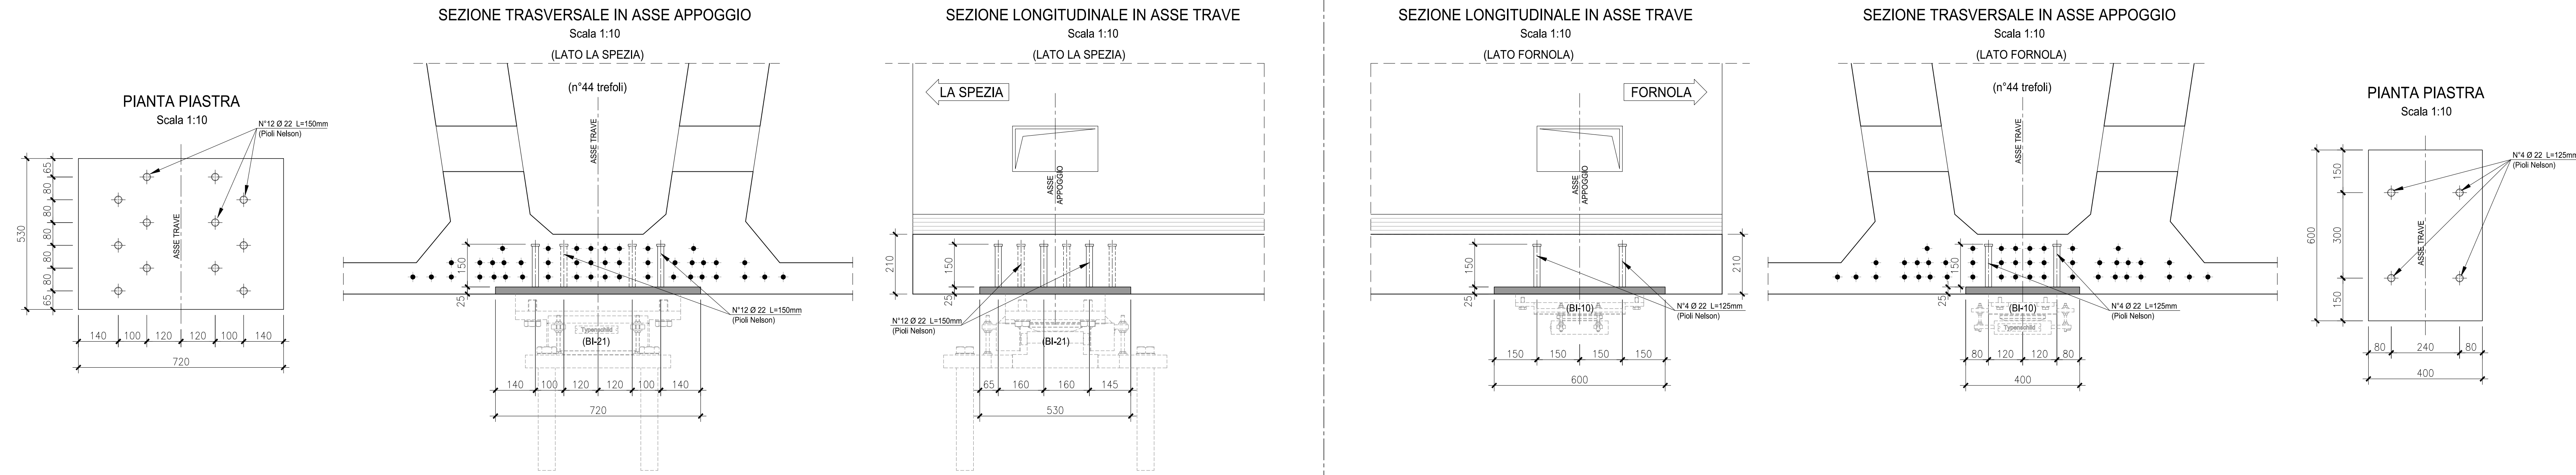 PIANTA PIASTRA
Scala 1:10
N°12 Ø 22 L=150mm
(Pioli Nelson)
ASSE TRAVE
65
80
80
80
80
80
65
530
140
100
120
120
100
140
720
SEZIONE TRASVERSALE IN ASSE APPOGGIO
Scala 1:10
(LATO LA SPEZIA)
(n°44 trefoli)
ASSE TRAVE
150
25
N°12 Ø 22 L=150mm
(Pioli Nelson)
Typenschild
(BI-21)
140
100
120
120
100
140
720
SEZIONE LONGITUDINALE IN ASSE TRAVE
Scala 1:10
(LATO LA SPEZIA)
LA SPEZIA
ASSE
APPOGGIO
210
150
25
N°12 Ø 22 L=150mm
(Pioli Nelson)
(BI-21)
65
160
160
145
530
SEZIONE LONGITUDINALE IN ASSE TRAVE
Scala 1:10
(LATO FORNOLA)
FORNOLA
ASSE
APPOGGIO
150
25
210
N°4 Ø 22 L=125mm
(Pioli Nelson)
(BI-10)
150
150
150
150
600
SEZIONE TRASVERSALE IN ASSE APPOGGIO
Scala 1:10
(LATO FORNOLA)
(n°44 trefoli)
ASSE TRAVE
150
25
N°4 Ø 22 L=125mm
(Pioli Nelson)
(BI-10)
Typenschild
80
120
120
80
400
PIANTA PIASTRA
Scala 1:10
N°4 Ø 22 L=125mm
(Pioli Nelson)
ASSE TRAVE
150
300
150
600
80
240
80
400